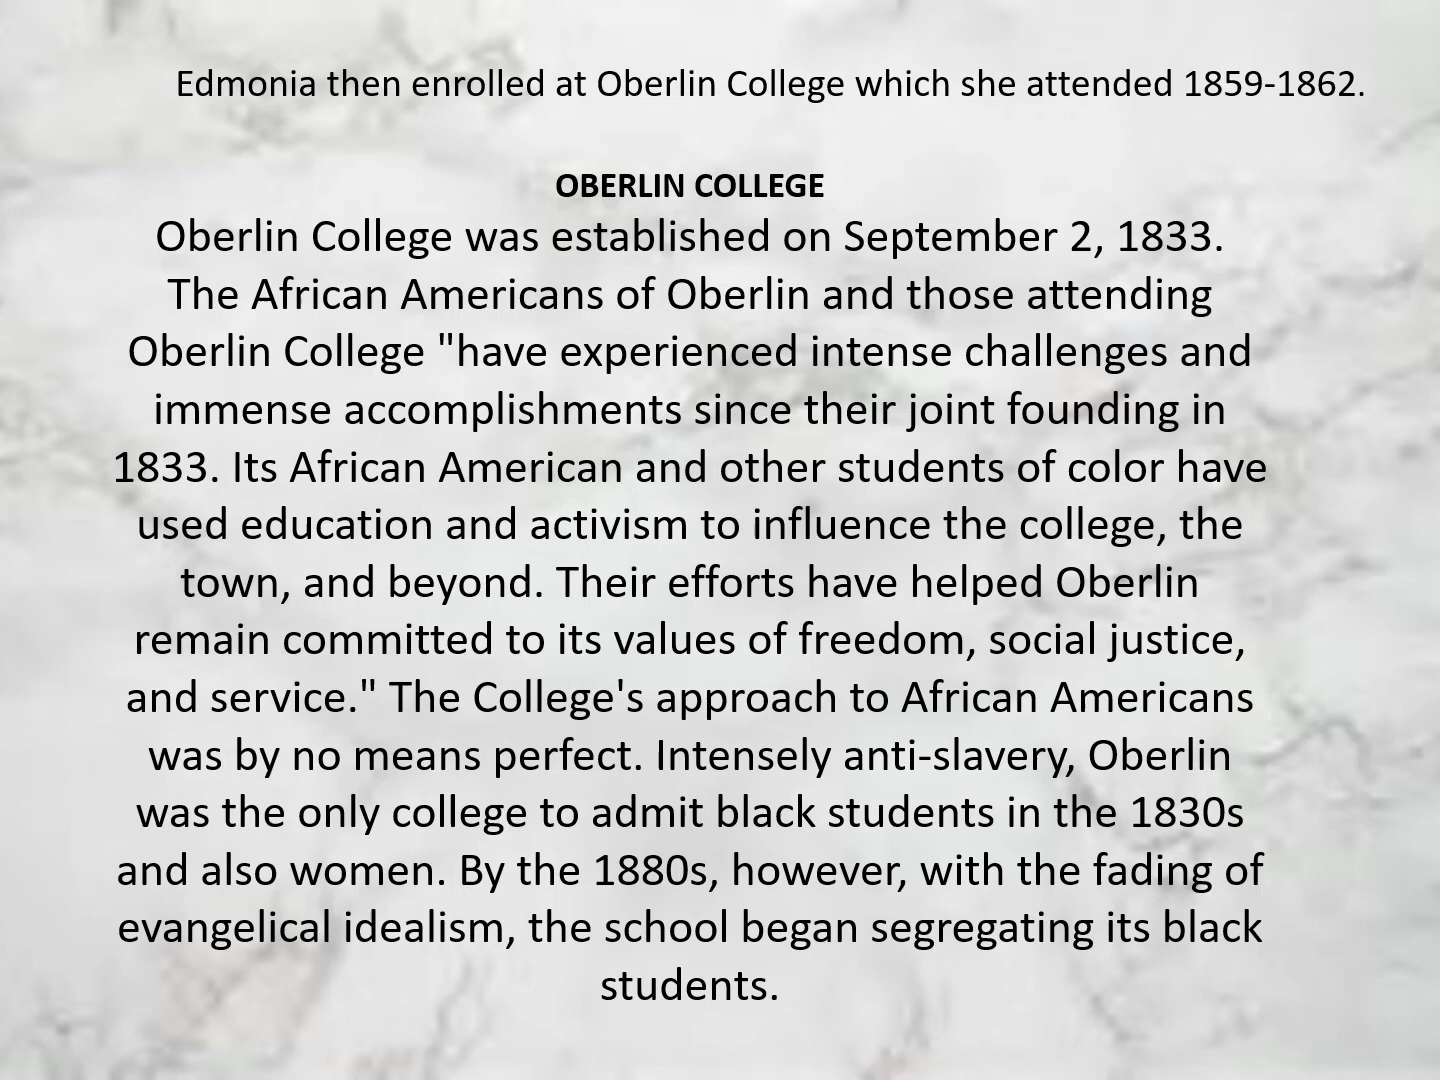 Edmonia then enrolled at Oberlin College which she attended 1859-1862.
OBERLIN COLLEGE
Oberlin College was established on September 2, 1833.
The African Americans of Oberlin and those attending
Oberlin College "have experienced intense challenges and
immense accomplishments since their joint founding in
1833. Its African American and other students of color have
used education and activism to influence the college, the
town, and beyond. Their efforts have helped Oberlin
remain committed to its values of freedom, social justice,
and service." The College's approach to African Americans
was by no means perfect. Intensely anti-slavery, Oberlin
was the only college to admit black students in the 1830s
and also women. By the 1880s, however, with the fading of
evangelical idealism, the school began segregating its black
students.